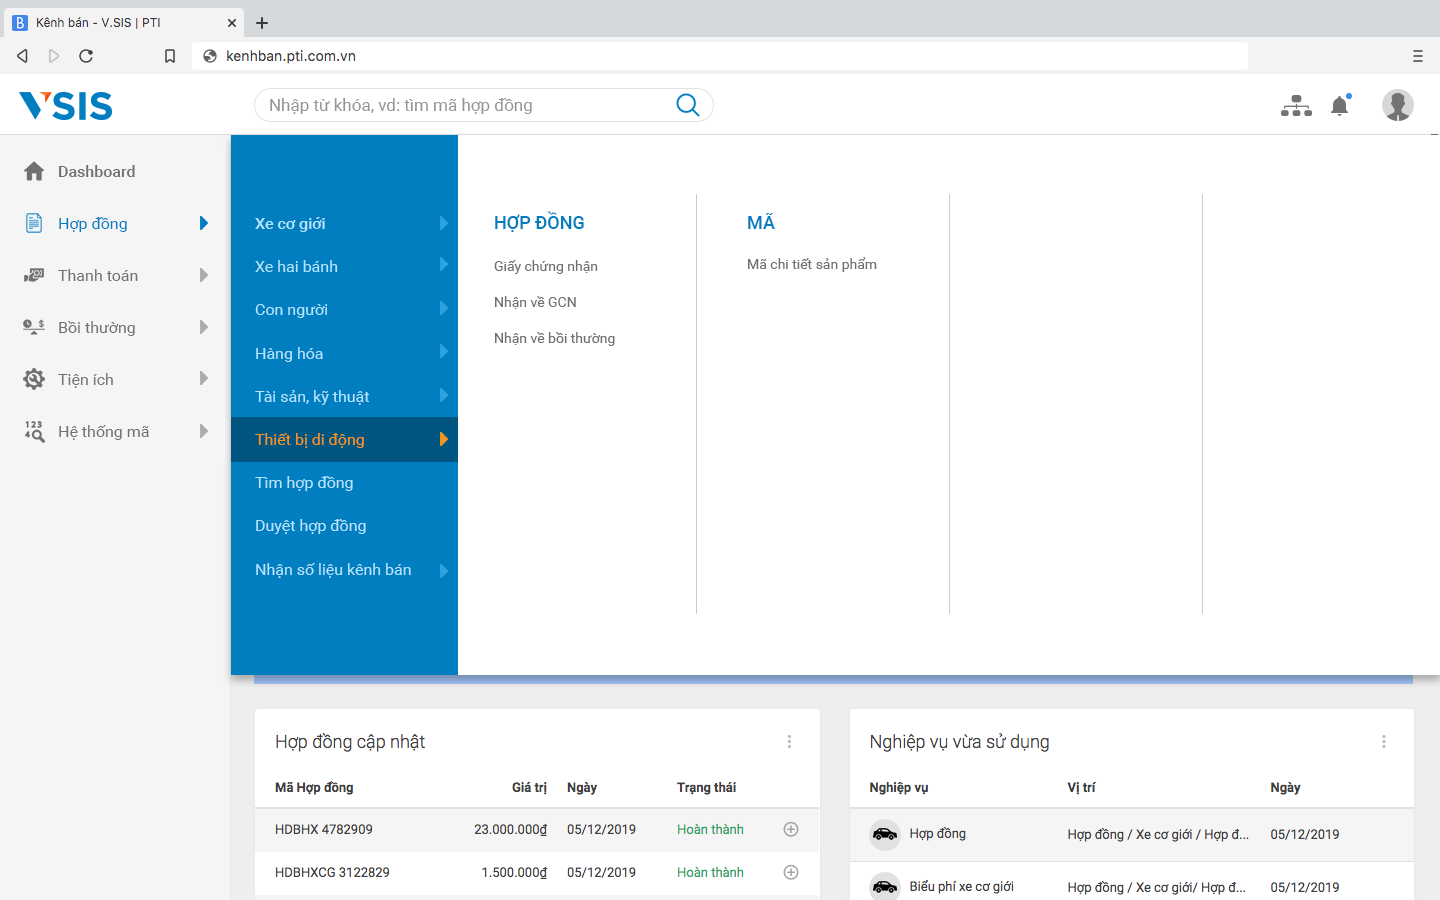 Kênh bán - V.SIS | PTI
kenhban.pti.com.vn
VSIS
Nhập từ khóa, vd: tìm mã hợp đồng
Dashboard
Hợp đồng
Thanh toán
Bồi thường
Tiện ích
Hệ thống mã
Xe cơ giới
Xe hai bánh
Con người
Hàng hóa
Tài sản, kỹ thuật
Thiết bị di động
Tìm hợp đồng
Duyệt hợp đồng
Nhận số liệu kênh bán
HỢP ĐỒNG
Giấy chứng nhận
Nhận về GCN
Nhận về bồi thường
MÃ
Mã chi tiết sản phẩm
Hợp đồng cập nhật
Mã Hợp đồng Giá trị Ngày Trạng thái
HDBHX 4782909 23.000.000₫ 05/12/2019 Hoàn thành
HDBHXCG 3122829 1.500.000₫ 05/12/2019 Hoàn thành
Nghiệp vụ vừa sử dụng
Nghiệp vụ Vị trí Ngày
Hợp đồng Hợp đồng / Xe cơ giới / Hợp đ... 05/12/2019
Biểu phí xe cơ giới Hợp đồng / Xe cơ giới/ Hợp đ... 05/12/2019